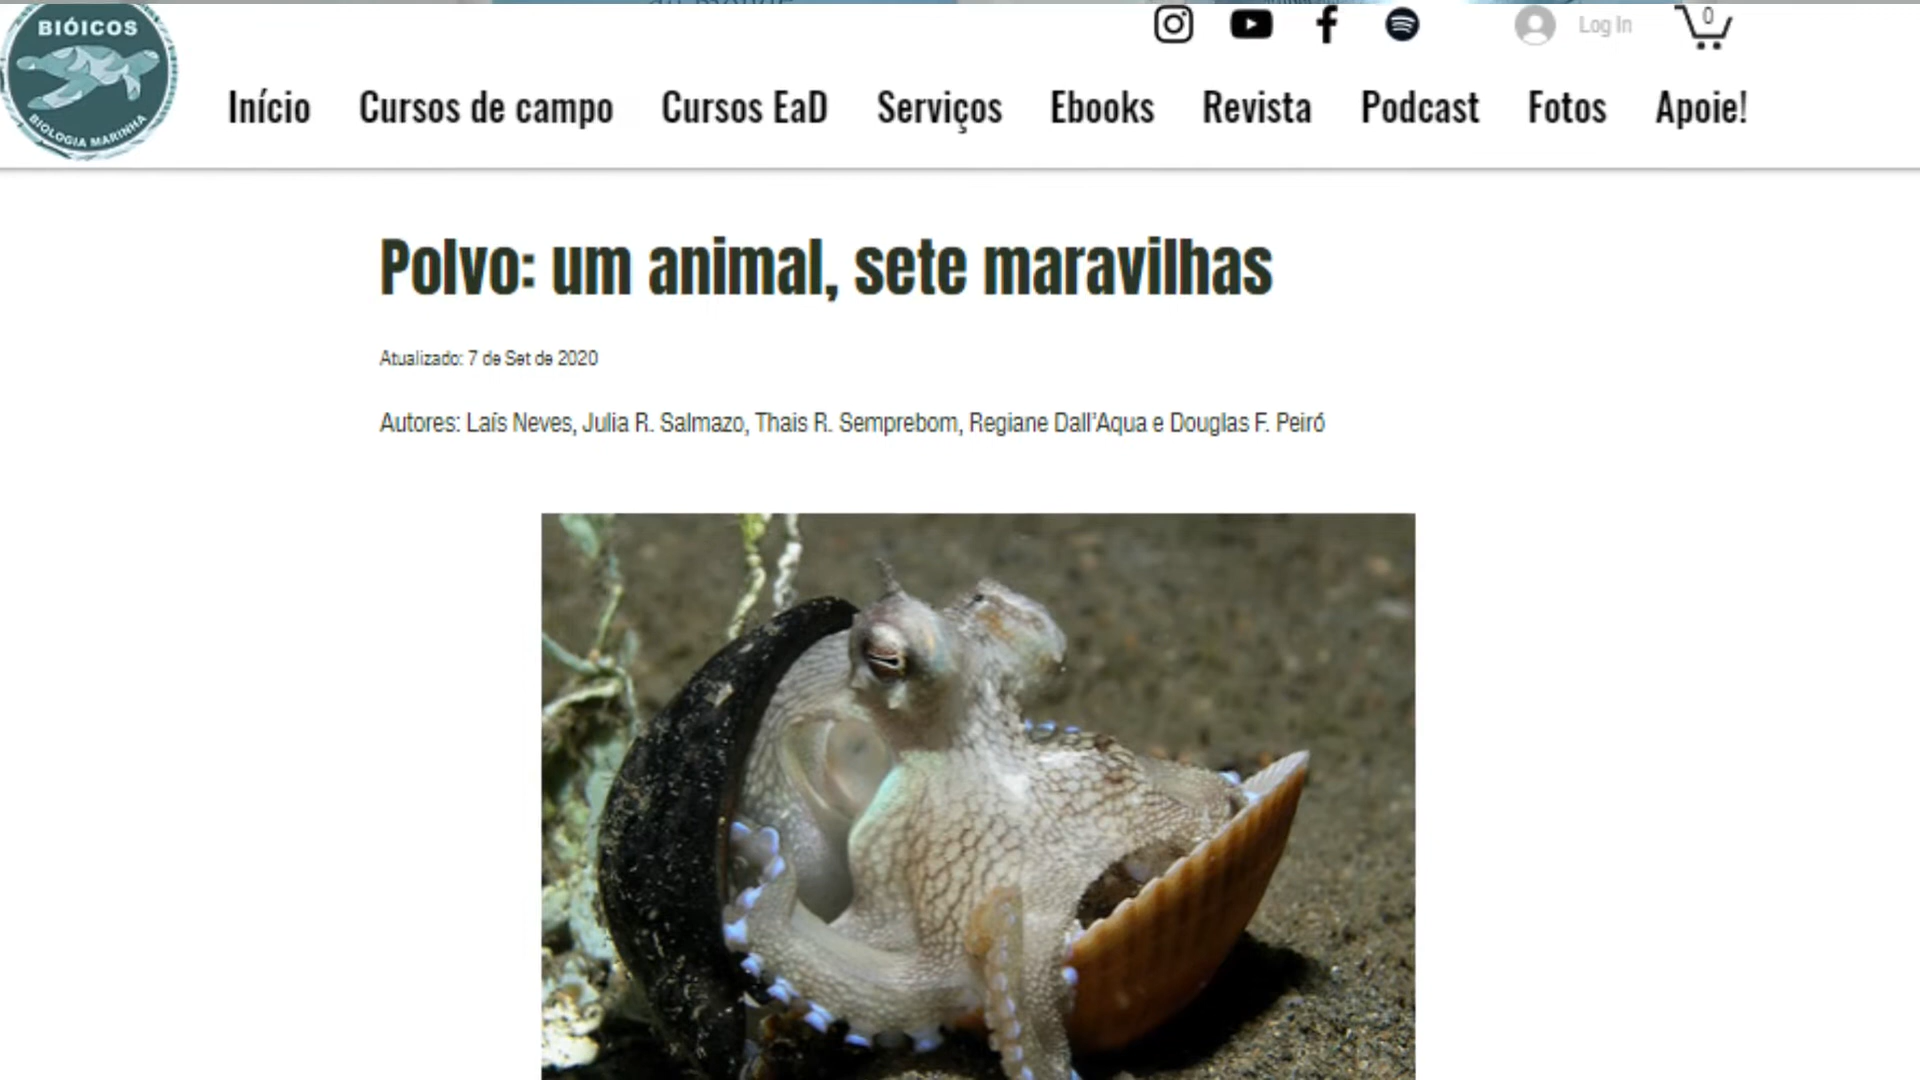 BIÓICOS
BIOLOGIA MARINHA
Log In
0
Início Cursos de campo Cursos EaD Serviços Ebooks Revista Podcast Fotos Apoie!
Polvo: um animal, sete maravilhas
Atualizado: 7 de Set de 2020
Autores: Laís Neves, Julia R. Salmazo, Thais R. Semprebom, Regiane Dall'Aqua e Douglas F. Peiró